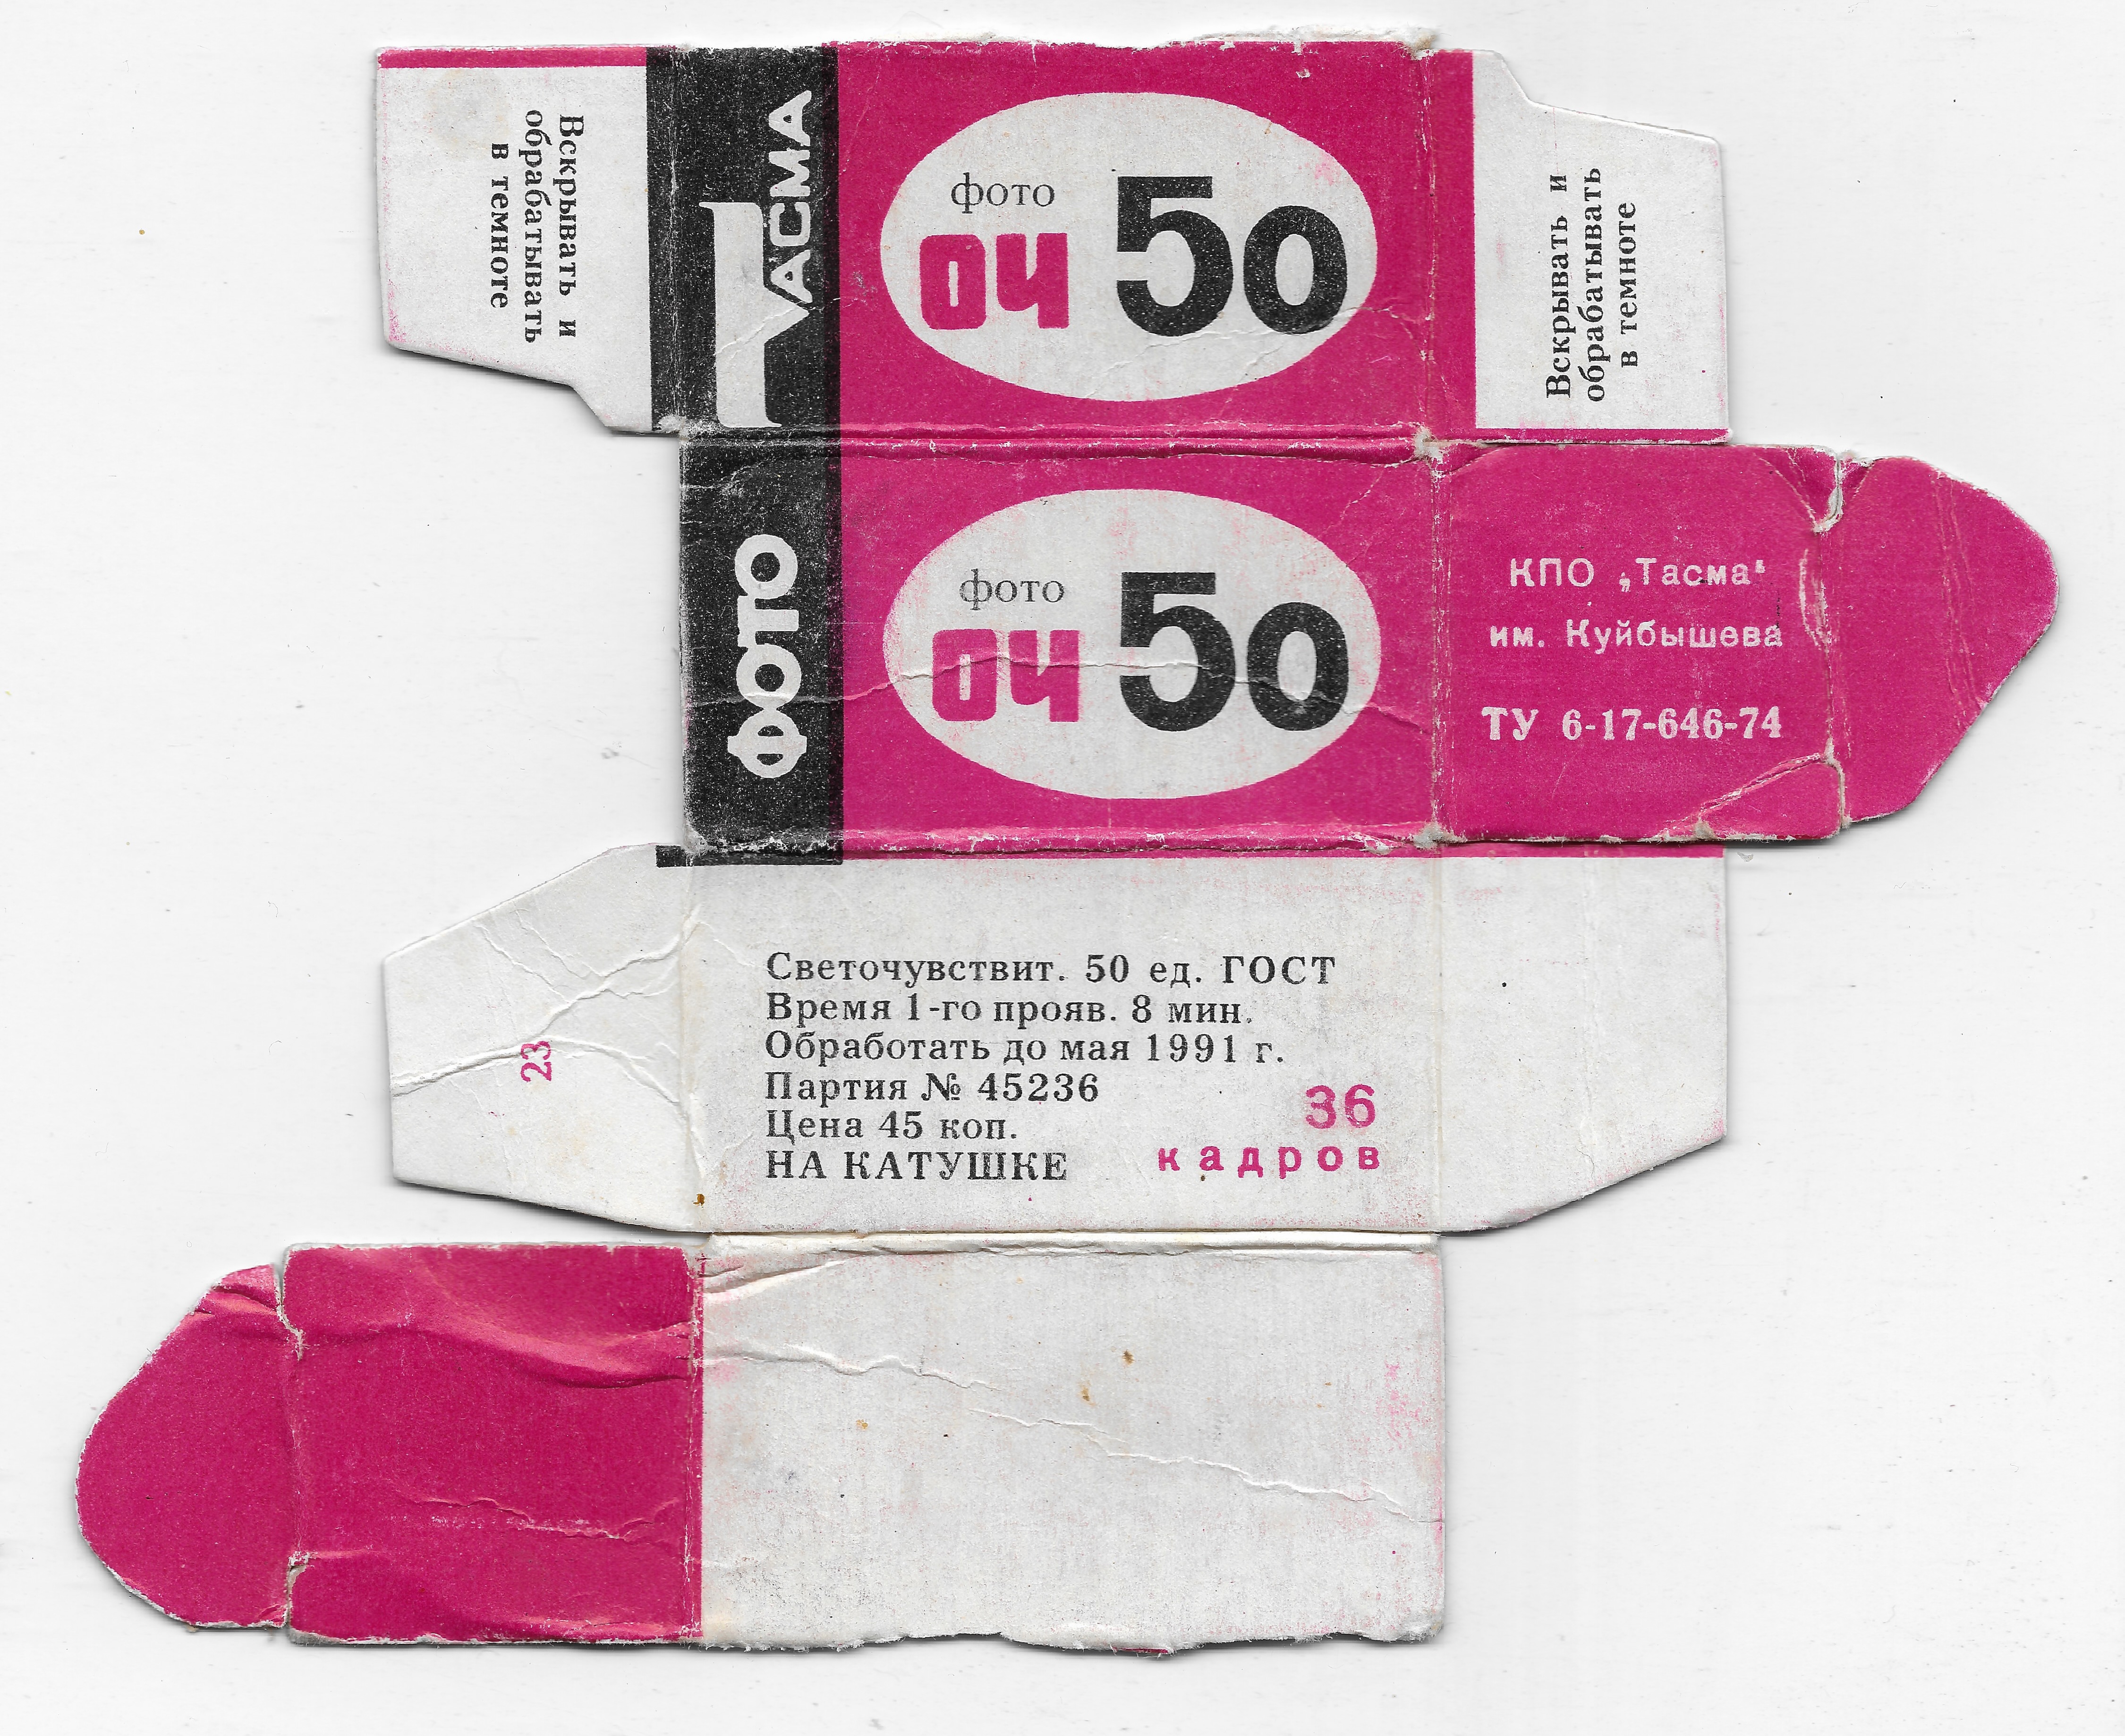 Вскрывать и
обрабатывать
в темноте
ТАСМА
фото
ОЧ 50
Вскрывать и
обрабатывать
в темноте
ФОТО
фото
ОЧ 50
КПО „Тасма“
им. Куйбышева
ТУ 6-17-646-74
Светочувствит. 50 ед. ГОСТ
Время 1-го прояв. 8 мин.
Обработать до мая 1991 г.
Партия № 45236
Цена 45 коп.
НА КАТУШКЕ
36
кадров
23